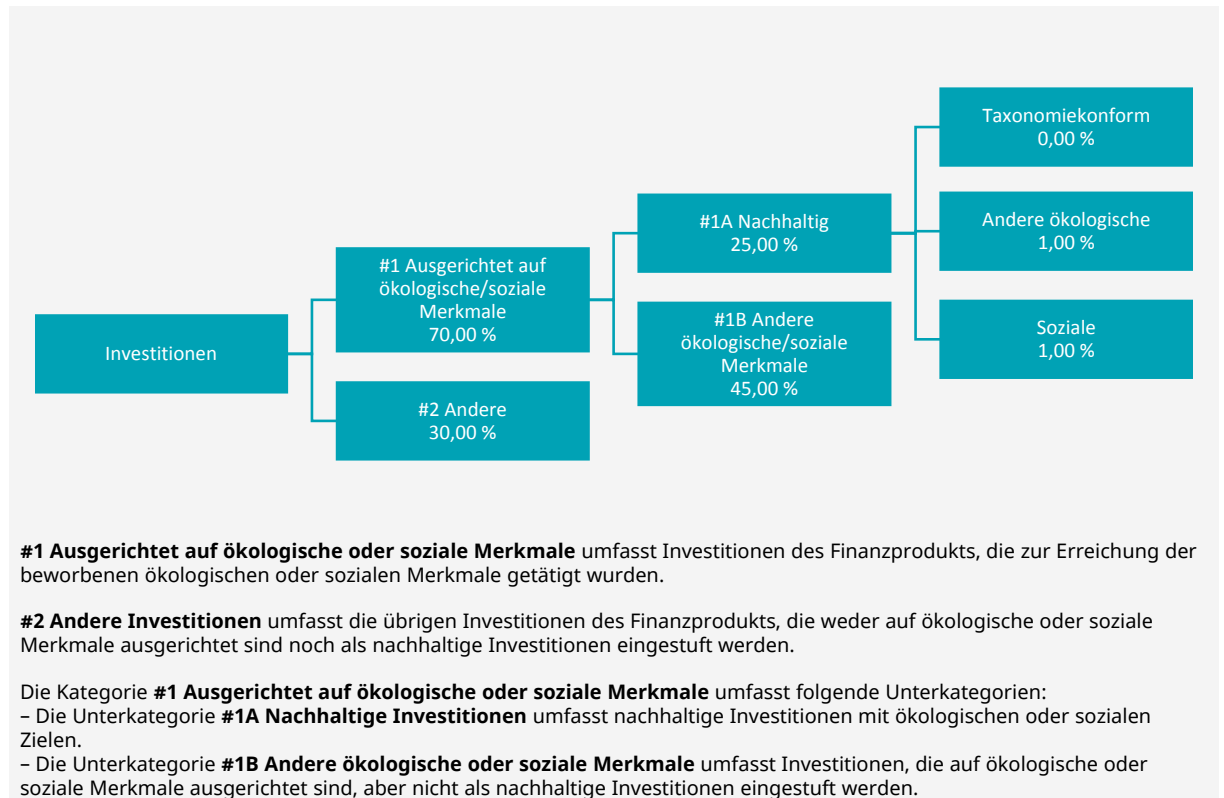 Investitionen
#1 Ausgerichtet auf
ökologische/soziale
Merkmale
70,00 %
#2 Andere
30,00 %
#1A Nachhaltig
25,00 %
#1B Andere
ökologische/soziale
Merkmale
45,00 %
Taxonomiekonform
0,00 %
Andere ökologische
1,00 %
Soziale
1,00 %
#1 Ausgerichtet auf ökologische oder soziale Merkmale umfasst Investitionen des Finanzprodukts, die zur Erreichung der
beworbenen ökologischen oder sozialen Merkmale getätigt wurden.
#2 Andere Investitionen umfasst die übrigen Investitionen des Finanzprodukts, die weder auf ökologische oder soziale
Merkmale ausgerichtet sind noch als nachhaltige Investitionen eingestuft werden.
Die Kategorie #1 Ausgerichtet auf ökologische oder soziale Merkmale umfasst folgende Unterkategorien:
– Die Unterkategorie #1A Nachhaltige Investitionen umfasst nachhaltige Investitionen mit ökologischen oder sozialen
Zielen.
– Die Unterkategorie #1B Andere ökologische oder soziale Merkmale umfasst Investitionen, die auf ökologische oder
soziale Merkmale ausgerichtet sind, aber nicht als nachhaltige Investitionen eingestuft werden.